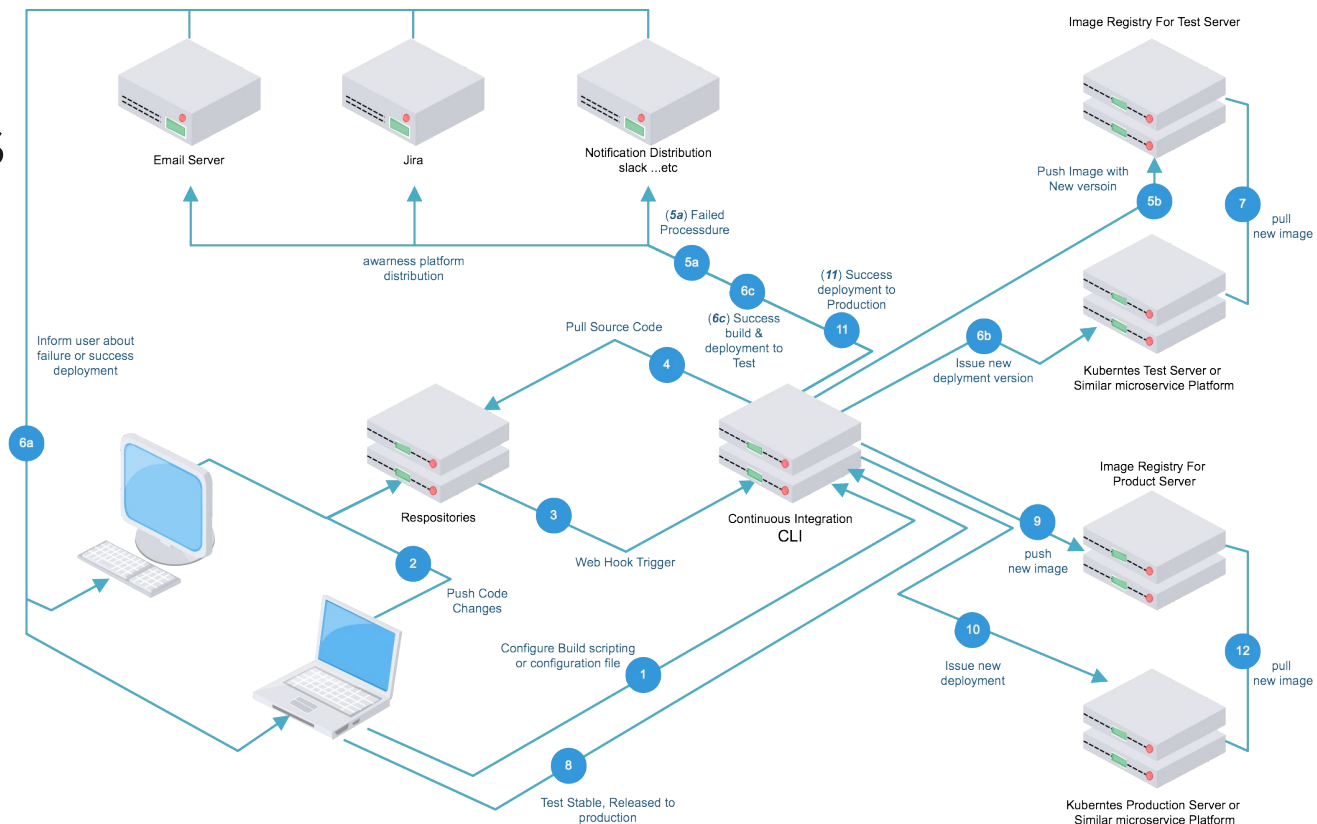 s
Image Registry For Test Server
Email Server
Jira
Notification Distribution
slack ...etc
Push Image with
New versoin
5b
7
pull
new image
(5a) Failed
Processdure
5a
awarness platform
distribution
6c
(11) Success
deployment to
Production
11
(6c) Success
build &
deployment to
Test
Pull Source Code
4
6b
Issue new
deplyment version
Kuberntes Test Server or
Similar microservice Platform
Inform user about
failure or success
deployment
6a
Respositories
3
Web Hook Trigger
Continuous Integration
CLI
Image Registry For
Product Server
9
push
new image
2
Push Code
Changes
10
Issue new
deployment
12
pull
new image
Configure Build scripting
or configuration file
1
8
Test Stable, Released to
production
Kuberntes Production Server or
Similar microservice Platform